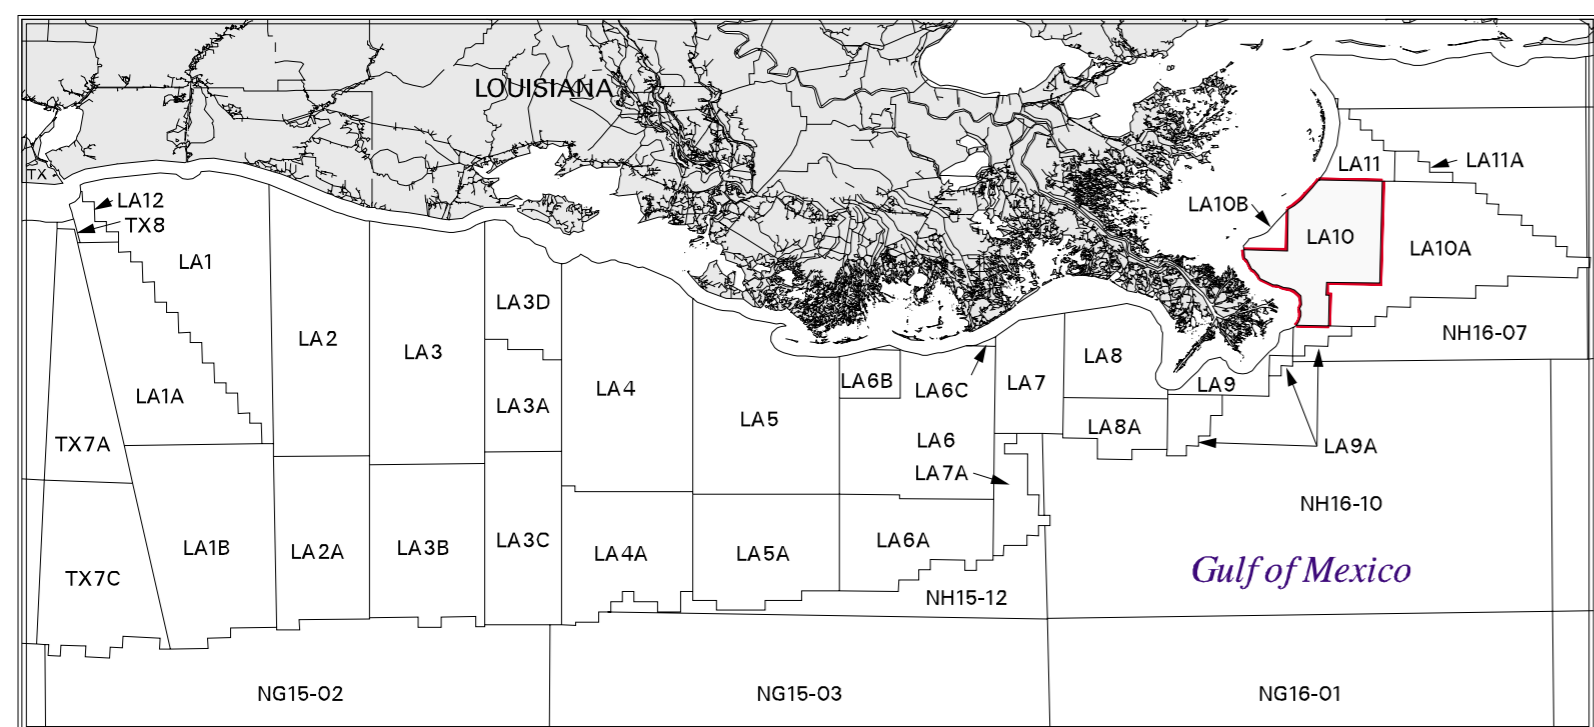 LOUISIANA
TX
LA12
TX8
LA1
LA11
LA11A
LA10B
LA10
LA10A
LA3D
LA2
LA3
LA4
LA8
NH16-07
LA6B
LA6C
LA7
LA9
LA1A
LA3A
LA5
LA8A
TX7A
LA6
LA9A
LA7A
NH16-10
LA1B
LA2A
LA3B
LA3C
LA4A
LA5A
LA6A
Gulf of Mexico
TX7C
NH15-12
NG15-02
NG15-03
NG16-01